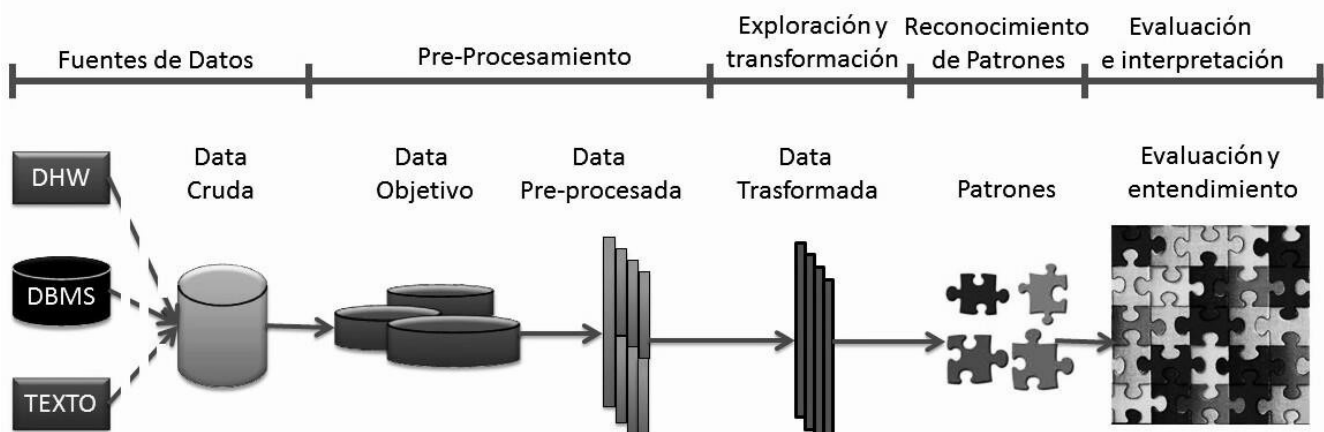 Fuentes de Datos
Pre-Procesamiento
Exploración y
transformación
Reconocimiento
de Patrones
Evaluación
e interpretación
DHW
DBMS
TEXTO
Data
Cruda
Data
Objetivo
Data
Pre-procesada
Data
Trasformada
Patrones
Evaluación y
entendimiento